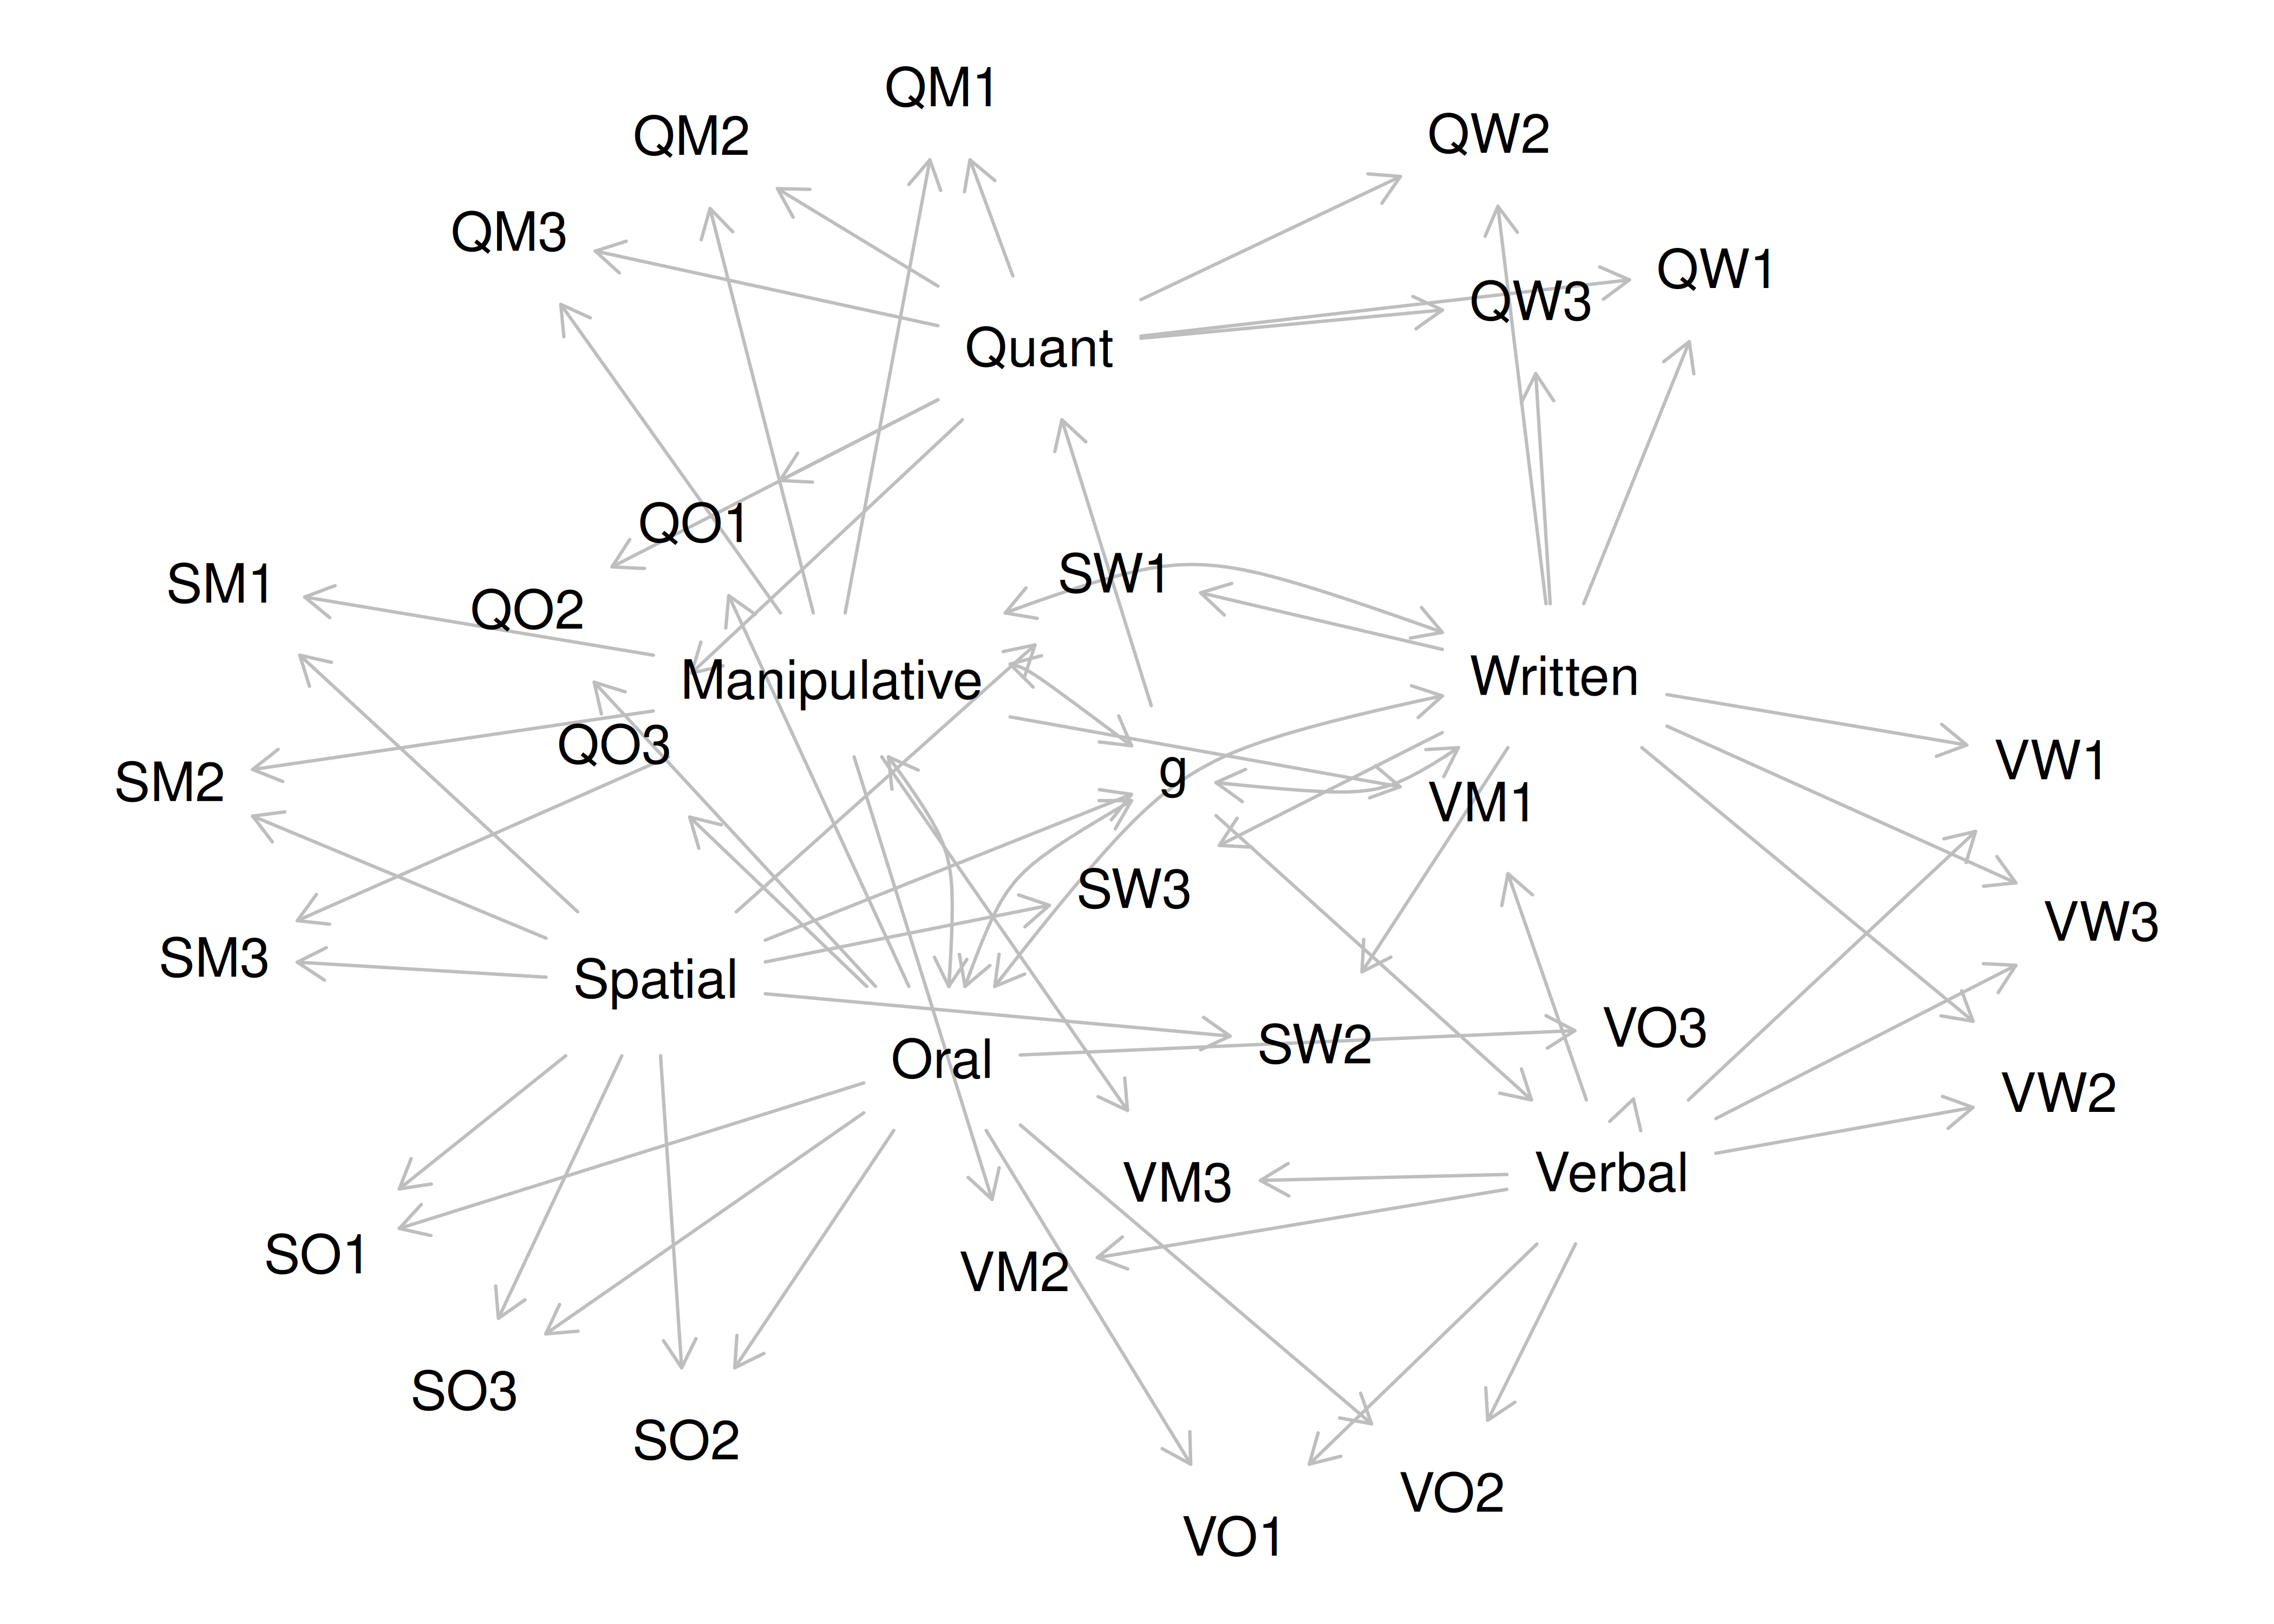 QM1
QM2
QW2
QM3
QW1
QW3
Quant
QO1
SW1
SM1
QO2
Manipulative
Written
QO3
g
VW1
SM2
VM1
SW3
VW3
SM3
Spatial
VO3
SW2
Oral
VW2
Verbal
VM3
SO1
VM2
SO3
SO2
VO2
VO1